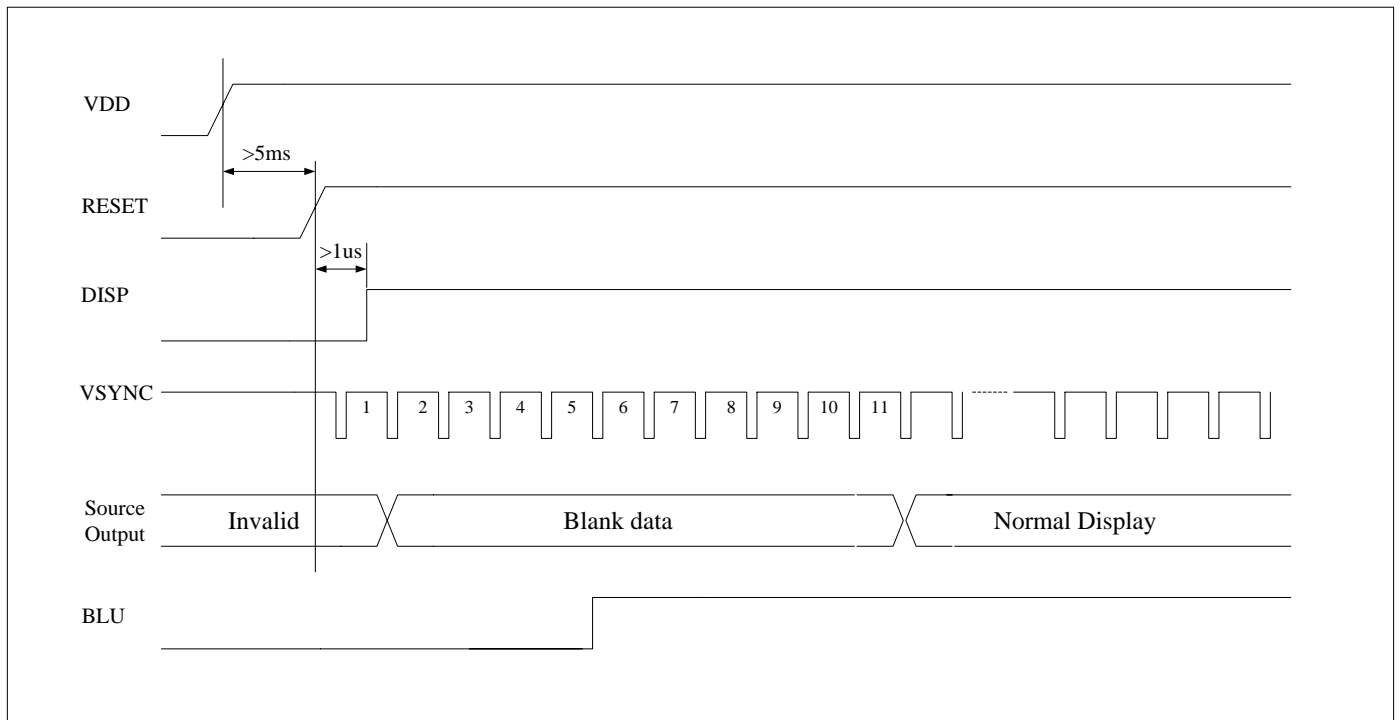 VDD
>5ms
RESET
>1us
DISP
VSYNC
1 2 3 4 5 6 7 8 9 10 11
Source
Output
Invalid
Blank data
Normal Display
BLU